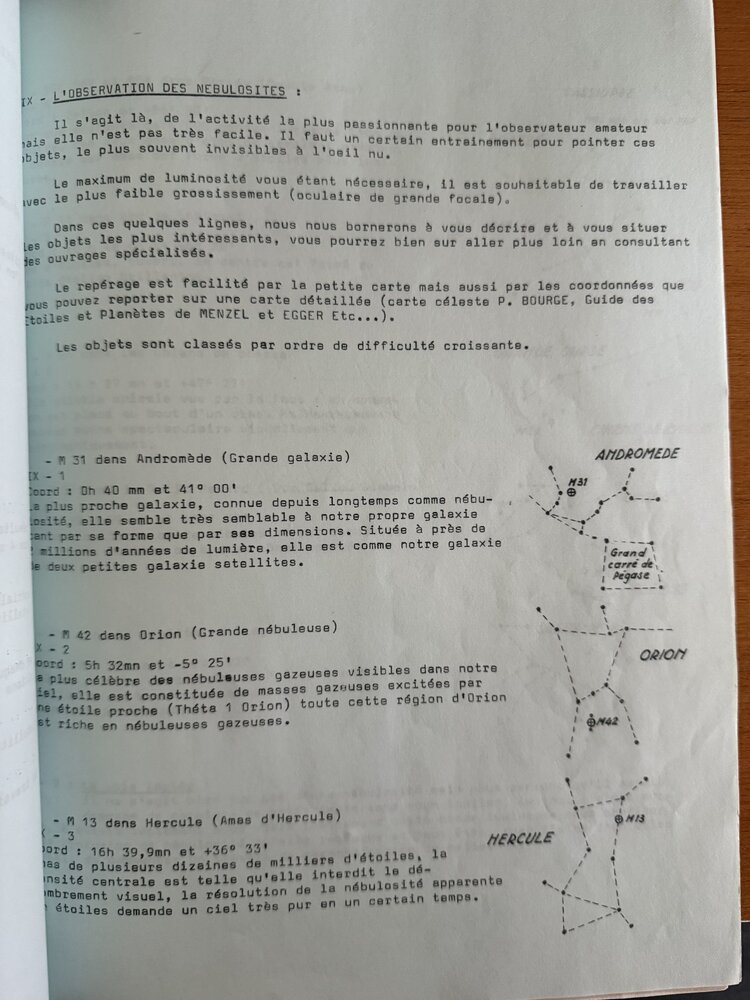 IX - L'OBSERVATION DES NEBULOSITES :
Il s'agit là, de l'activité la plus passionnante pour l'observateur amateur
ais elle n'est pas très facile. Il faut un certain entrainement pour pointer ces
objets, le plus souvent invisibles à l'oeil nu.
Le maximum de luminosité vous étant nécessaire, il est souhaitable de travailler
avec le plus faible grossissement (oculaire de grande focale).
Dans ces quelques lignes, nous nous bornerons à vous décrire et à vous situer
les objets les plus intéressants, vous pourrez bien sur aller plus loin en consultant
des ouvrages spécialisés.
Le repérage est facilité par la petite carte mais aussi par les coordonnées que
vous pouvez reporter sur une carte détaillée (carte céleste P. BOURGE, Guide des
Etoiles et Planètes de MENZEL et EGGER Etc...).
Les objets sont classés par ordre de difficulté croissante.
- M 31 dans Andromède (Grande galaxie)
IX - 1
Coord : 0h 40 mm et 41° 00'
La plus proche galaxie, connue depuis longtemps comme nébu-
losité, elle semble très semblable à notre propre galaxie
tant par sa forme que par ses dimensions. Située à près de
2 millions d'années de lumière, elle est comme notre galaxie
de deux petites galaxie satellites.
ANDROMEDE
M31
Grand
carré de
Pégase
- M 42 dans Orion (Grande nébuleuse)
X - 2
oord : 5h 32mn et -5° 25'
a plus célèbre des nébuleuses gazeuses visibles dans notre
iel, elle est constituée de masses gazeuses excitées par
ne étoile proche (Théta 1 Orion) toute cette région d'Orion
st riche en nébuleuses gazeuses.
ORION
M42
- M 13 dans Hercule (Amas d'Hercule)
X - 3
oord : 16h 39,9mn et +36° 33'
as de plusieurs dizaines de milliers d'étoiles, la
nsité centrale est telle qu'elle interdit le dé-
ombrement visuel, la résolution de la nébulosité apparente
étoiles demande un ciel très pur en un certain temps.
HERCULE
M13